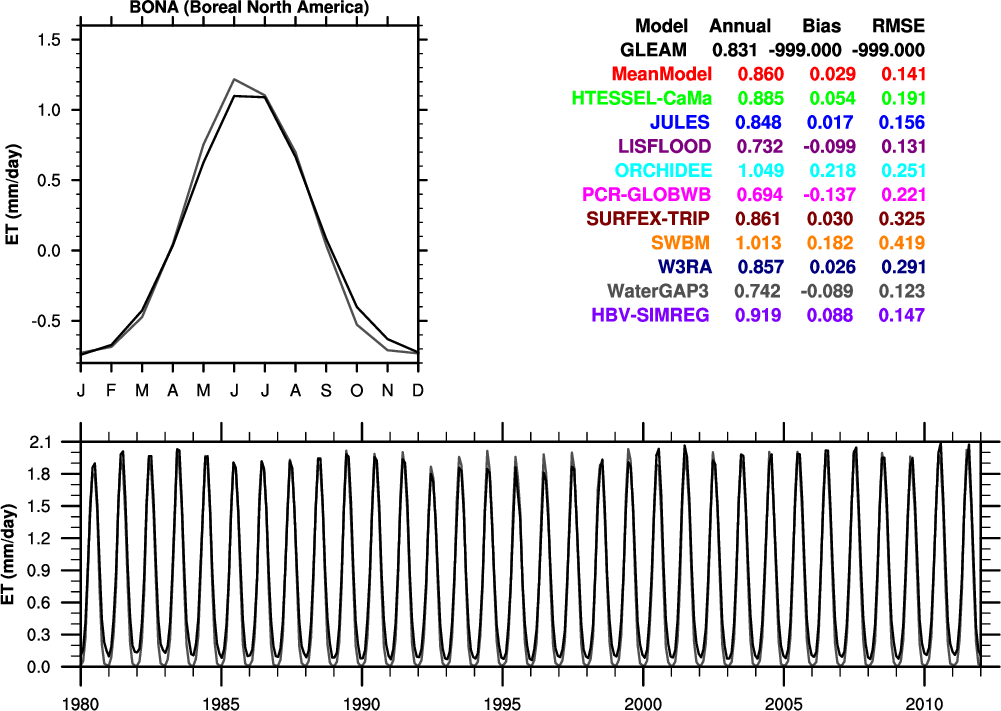 BONA (Boreal North America)
1.5
1.0
0.5
0.0
-0.5
ET (mm/day)
J F M A M J J A S O N D
Model Annual Bias RMSE
GLEAM 0.831 -999.000 -999.000
MeanModel 0.860 0.029 0.141
HTESSEL-CaMa 0.885 0.054 0.191
JULES 0.848 0.017 0.156
LISFLOOD 0.732 -0.099 0.131
ORCHIDEE 1.049 0.218 0.251
PCR-GLOBWB 0.694 -0.137 0.221
SURFEX-TRIP 0.861 0.030 0.325
SWBM 1.013 0.182 0.419
W3RA 0.857 0.026 0.291
WaterGAP3 0.742 -0.089 0.123
HBV-SIMREG 0.919 0.088 0.147
2.1
1.8
1.5
1.2
0.9
0.6
0.3
0.0
ET (mm/day)
1980 1985 1990 1995 2000 2005 2010